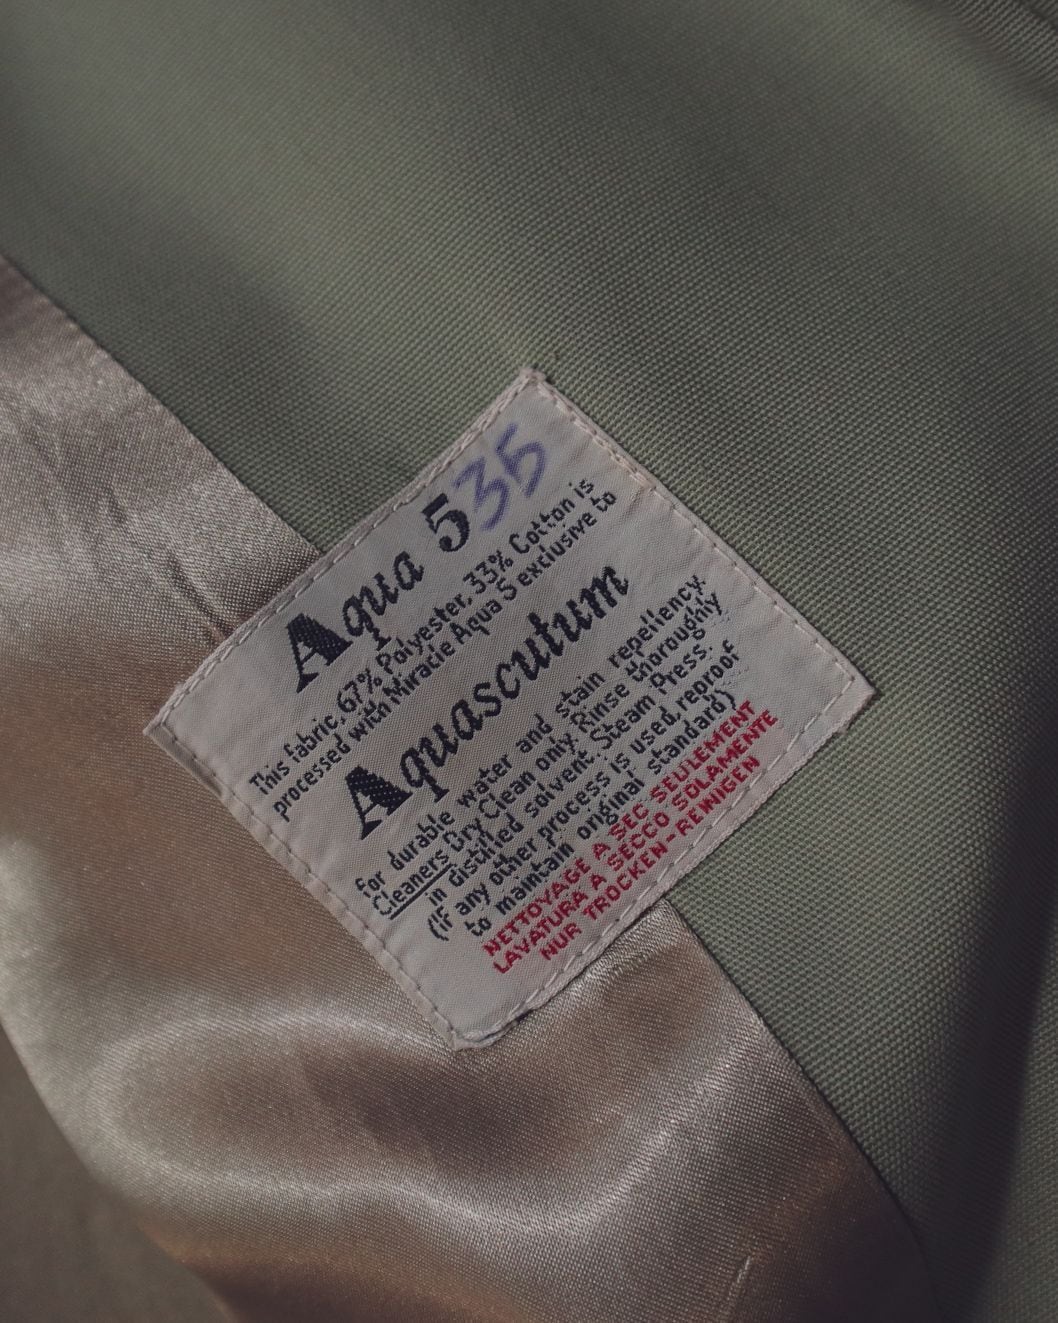 Aqua 5 35
This fabric, 67% Polyester, 33% Cotton is
processed with Miracle Aqua 5 exclusive to
Aquascutum
for durable water and stain repellency.
Cleaners Dry Clean only. Rinse thoroughly
in distilled solvent. Steam Press.
(If any other process is used, reproof
to maintain original standard)
NETTOYAGE A SEC SEULEMENT
LAVATURA A SECCO SOLAMENTE
NUR TROCKEN-REINIGEN